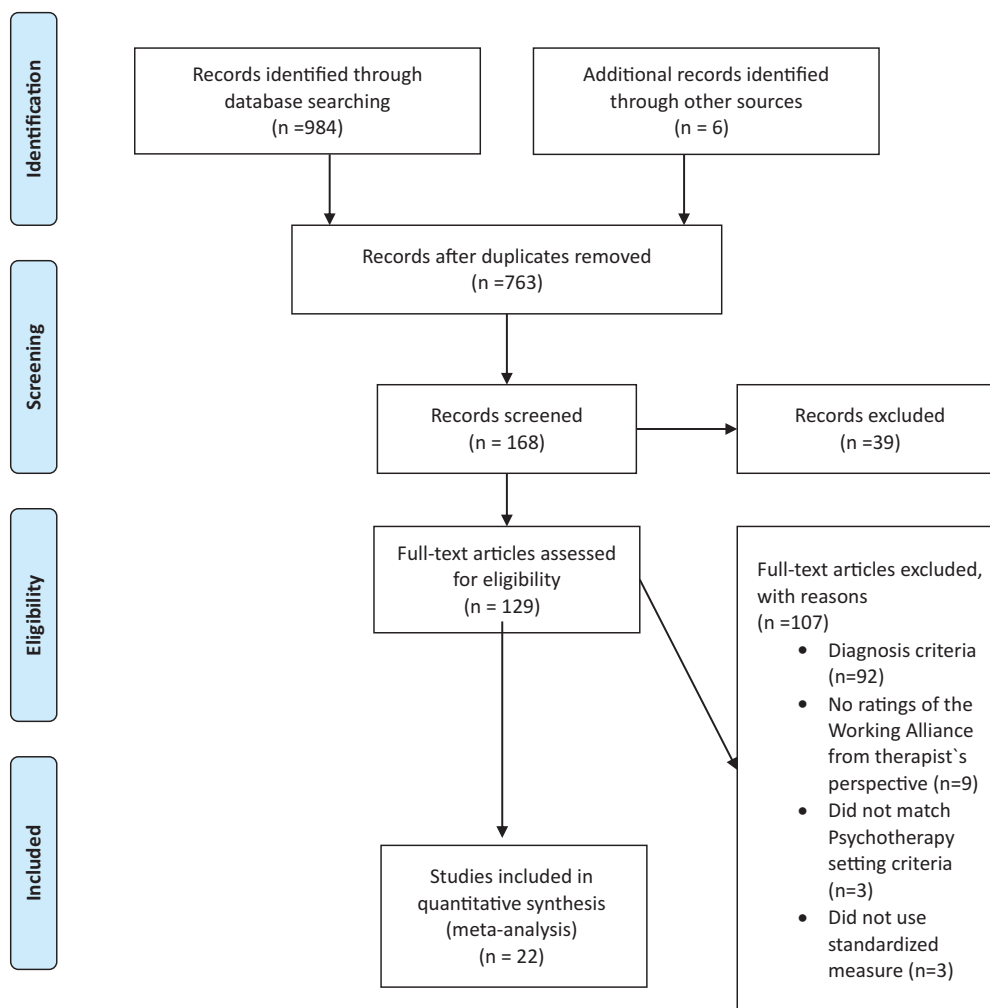 Identification
Records identified through
database searching
(n =984)
Additional records identified
through other sources
(n = 6)
Records after duplicates removed
(n =763)
Screening
Records screened
(n = 168)
Records excluded
(n =39)
Eligibility
Full-text articles assessed
for eligibility
(n = 129)
Full-text articles excluded,
with reasons
(n =107)
• Diagnosis criteria
(n=92)
• No ratings of the
Working Alliance
from therapist`s
perspective (n=9)
• Did not match
Psychotherapy
setting criteria
(n=3)
• Did not use
standardized
measure (n=3)
Included
Studies included in
quantitative synthesis
(meta-analysis)
(n = 22)